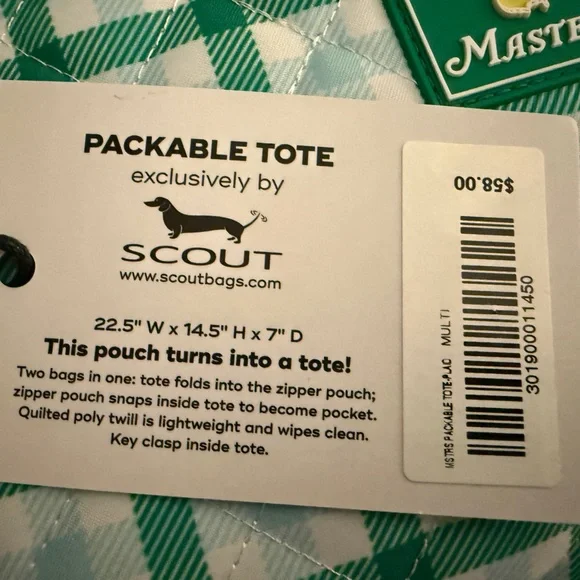 MASTE
PACKABLE TOTE
exclusively by
SCOUT
www.scoutbags.com
22.5" W x 14.5" H x 7" D
This pouch turns into a tote!
Two bags in one: tote folds into the zipper pouch;
zipper pouch snaps inside tote to become pocket.
Quilted poly twill is lightweight and wipes clean.
Key clasp inside tote.
$58.00
MSTRS PACKABLE TOTE-PLAID MULTI
301900011450